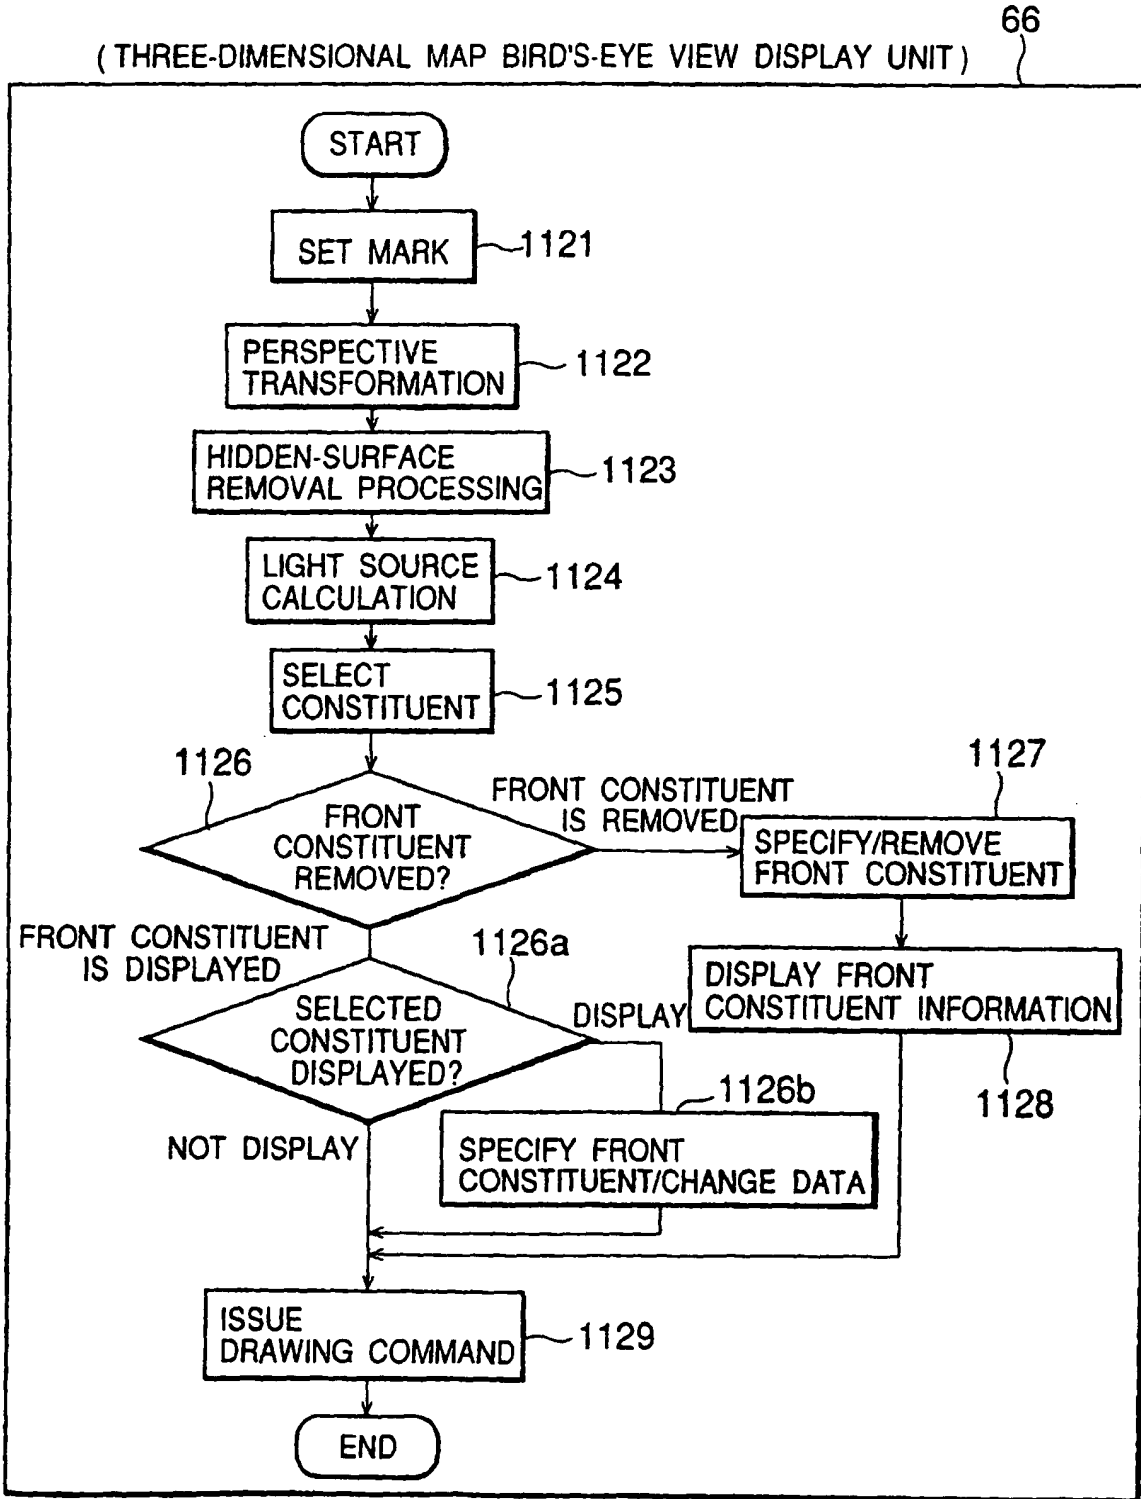 66
(THREE-DIMENSIONAL MAP BIRD'S-EYE VIEW DISPLAY UNIT)
START
SET MARK
1121
PERSPECTIVE
TRANSFORMATION
1122
HIDDEN-SURFACE
REMOVAL PROCESSING
1123
LIGHT SOURCE
CALCULATION
1124
SELECT
CONSTITUENT
1125
1126
FRONT
CONSTITUENT
REMOVED?
FRONT CONSTITUENT
IS REMOVED
1127
SPECIFY/REMOVE
FRONT CONSTITUENT
FRONT CONSTITUENT
IS DISPLAYED
1126a
SELECTED
CONSTITUENT
DISPLAYED?
DISPLAY
DISPLAY FRONT
CONSTITUENT INFORMATION
1128
1126b
NOT DISPLAY
SPECIFY FRONT
CONSTITUENT/CHANGE DATA
ISSUE
DRAWING COMMAND
1129
END